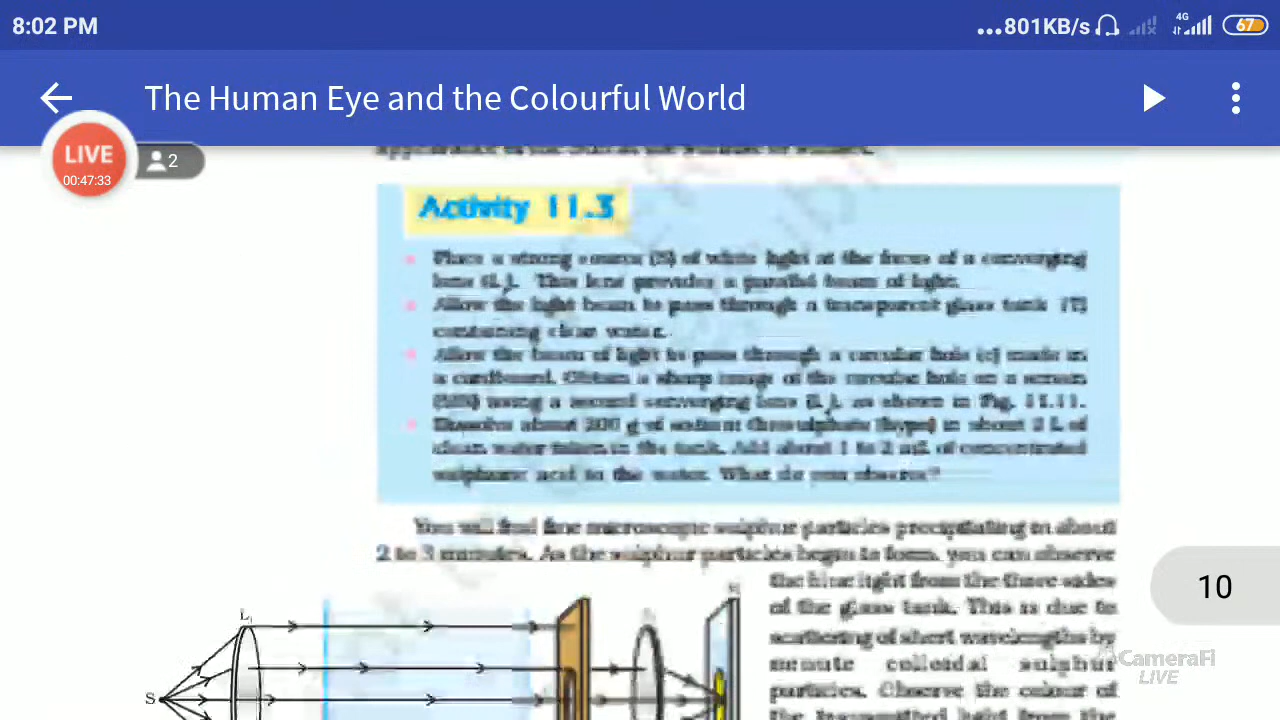 8:02 PM
...801KB/s 4G 67
The Human Eye and the Colourful World
LIVE
00:47:33
2
Activity 11.3
Place a strong source (S) of white light at the focus of a converging
lens (L₁). This lens provides a parallel beam of light.
Allow the light beam to pass through a transparent glass tank (T)
containing clear water.
Allow the beam of light to pass through a circular hole (c) made in
a cardboard. Obtain a sharp image of the circular hole on a screen
(MN) using a second converging lens (L₂), as shown in Fig. 11.11.
Dissolve about 200 g of sodium thiosulphate (hypo) in about 2 L of
clean water taken in the tank. Add about 1 to 2 mL of concentrated
sulphuric acid to the water. What do you observe?
You will find fine microscopic sulphur particles precipitating in about
2 to 3 minutes. As the sulphur particles begin to form, you can observe
the blue light from the three sides
of the glass tank. This is due to
scattering of short wavelengths by
minute colloidal sulphur
particles. Observe the colour of
the transmitted light from the
L₁
S
10
CameraFi
LIVE